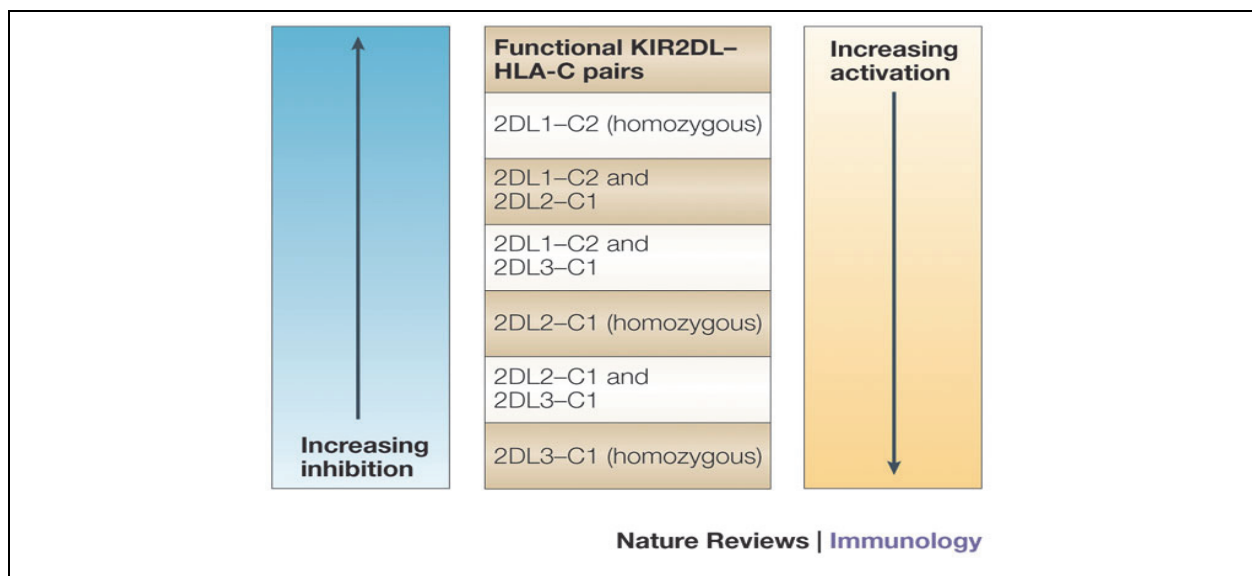 Increasing
inhibition
Functional KIR2DL–
HLA-C pairs
2DL1–C2 (homozygous)
2DL1–C2 and
2DL2–C1
2DL1–C2 and
2DL3–C1
2DL2–C1 (homozygous)
2DL2–C1 and
2DL3–C1
2DL3–C1 (homozygous)
Increasing
activation
Nature Reviews | Immunology